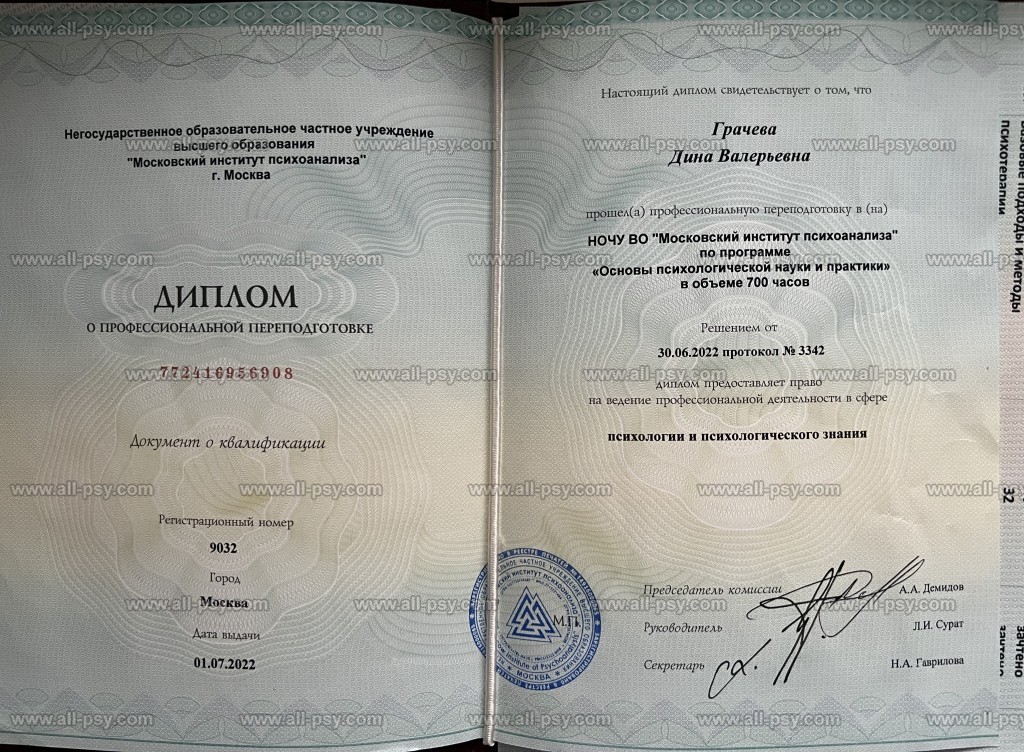 Негосударственное образовательное частное учреждение
высшего образования
"Московский институт психоанализа"
г. Москва
ДИПЛОМ
О ПРОФЕССИОНАЛЬНОЙ ПЕРЕПОДГОТОВКЕ
772416956908
Документ о квалификации
Регистрационный номер
9032
Город
Москва
Дата выдачи
01.07.2022
Настоящий диплом свидетельствует о том, что
Грачева
Дина Валерьевна
прошел(а) профессиональную переподготовку в (на)
НОЧУ ВО "Московский институт психоанализа"
по программе
«Основы психологической науки и практики»
в объеме 700 часов
Решением от
30.06.2022 протокол № 3342
диплом предоставляет право
на ведение профессиональной деятельности в сфере
психологии и психологического знания
М.П.
Председатель комиссии А.А. Демидов
Руководитель Л.И. Сурат
Секретарь Н.А. Гаврилова
МОСКВА
Institute of Psychoanalysis
подходы и методы
психотерапии
32
зачтено
www.all-psy.com